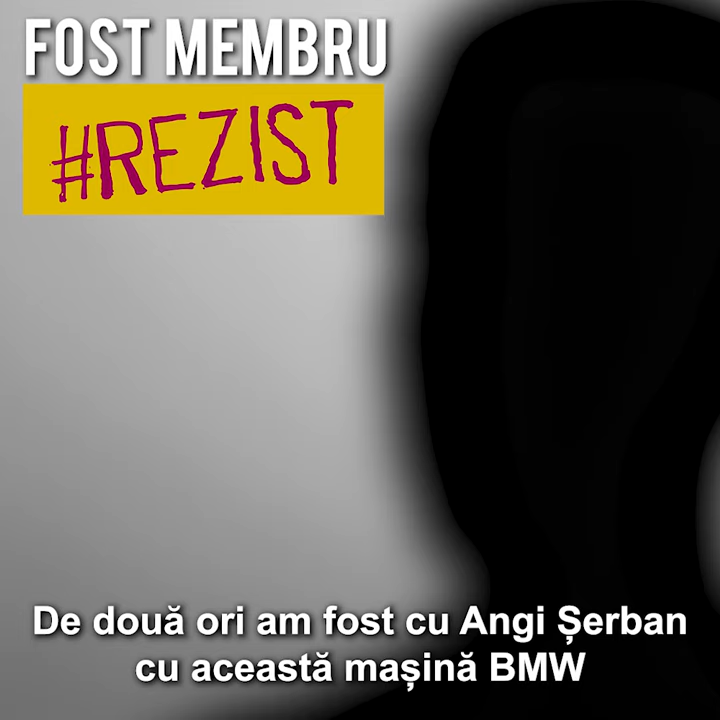 FOST MEMBRU
#REZIST
De două ori am fost cu Angi Șerban
cu această mașină BMW